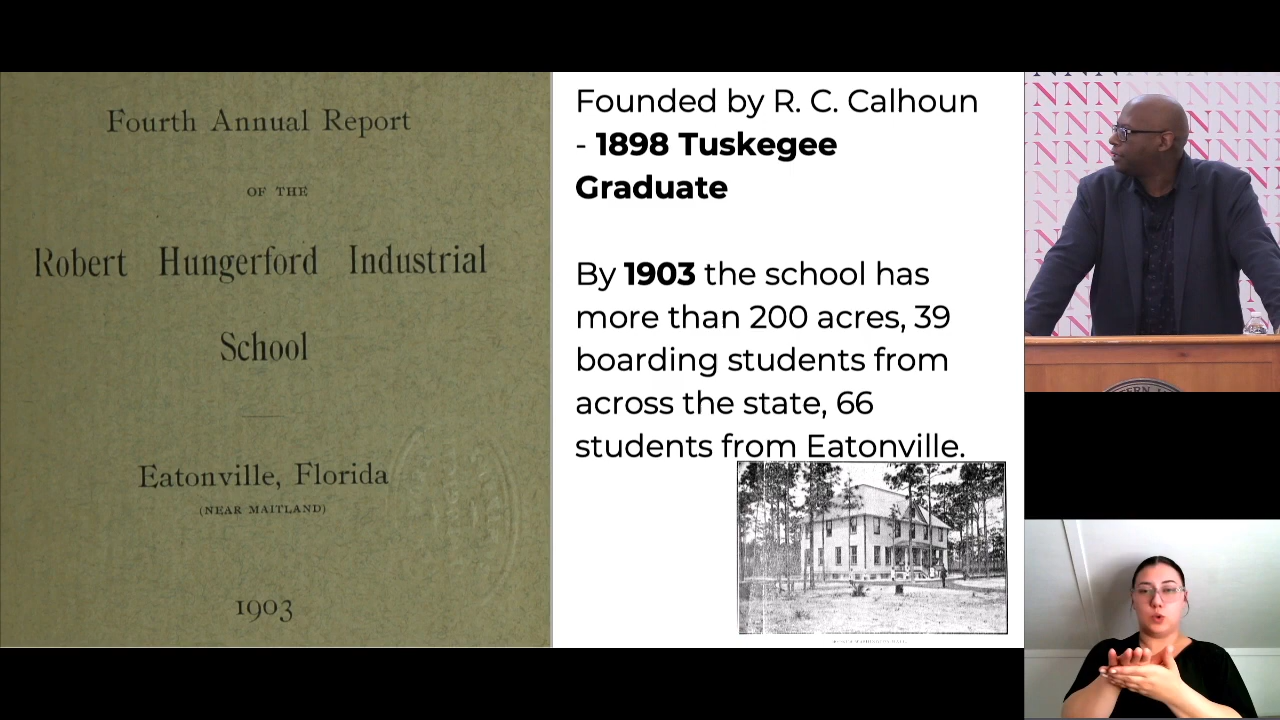 Fourth Annual Report
OF THE
Robert Hungerford Industrial
School
Eatonville, Florida
(NEAR MAITLAND)
1903
Founded by R. C. Calhoun
- 1898 Tuskegee
Graduate
By 1903 the school has
more than 200 acres, 39
boarding students from
across the state, 66
students from Eatonville.
NNN